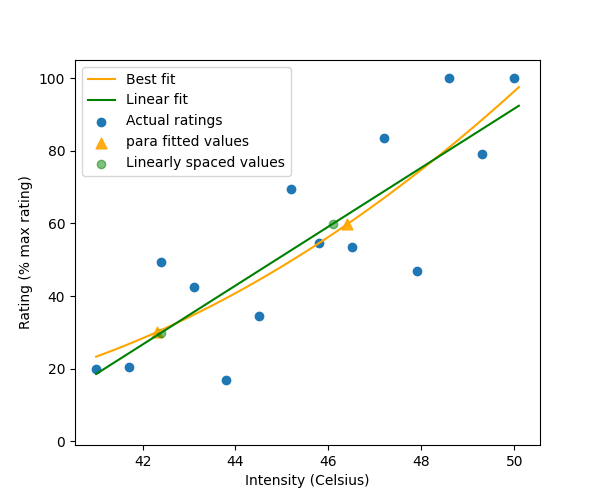 Best fit
Linear fit
Actual ratings
para fitted values
Linearly spaced values
100
80
60
40
20
0
Rating (% max rating)
42 44 46 48 50
Intensity (Celsius)